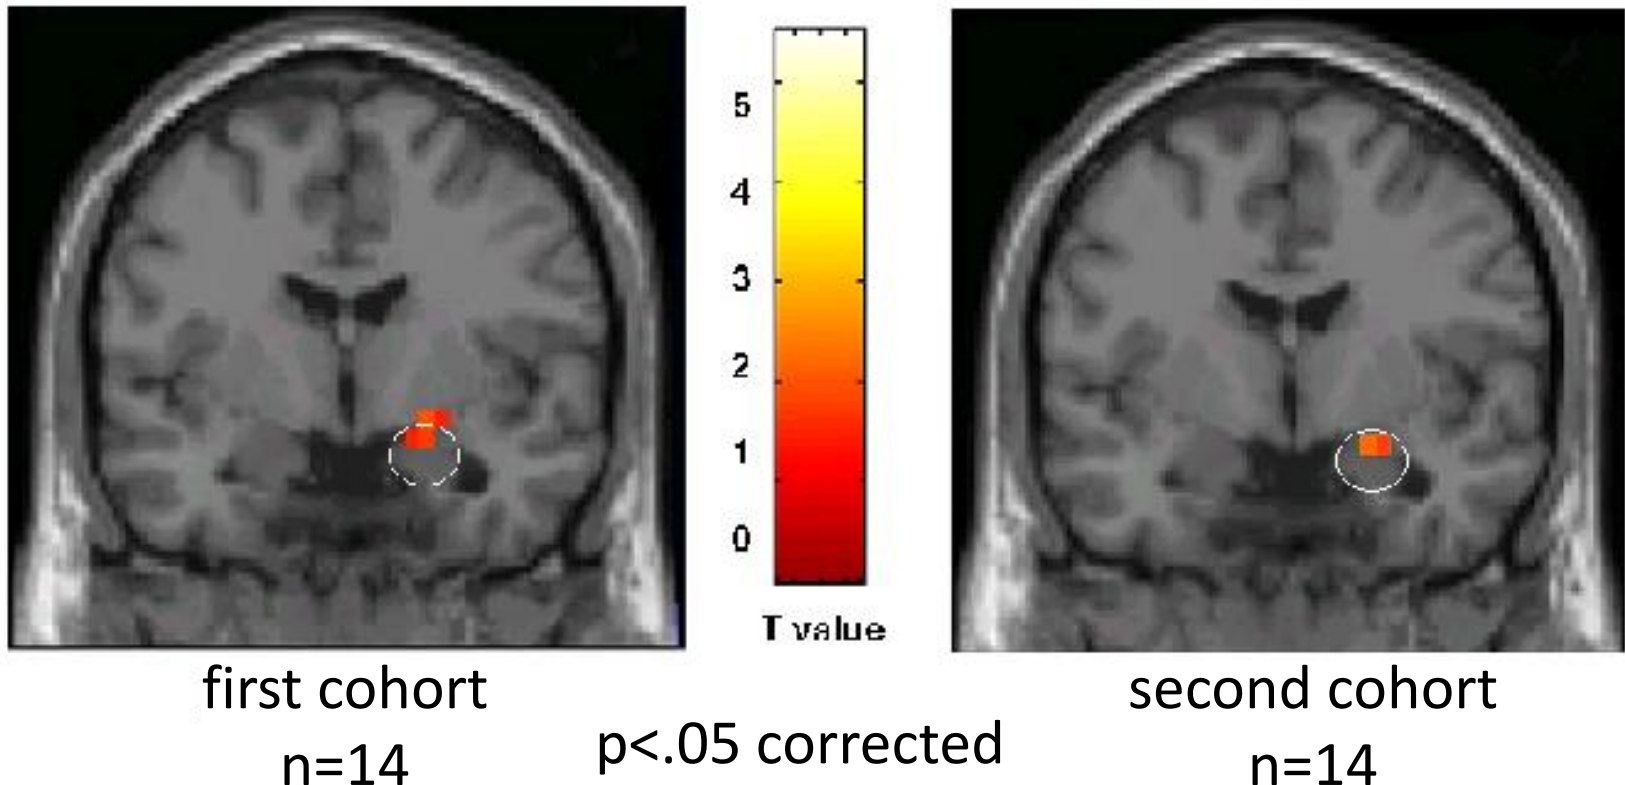 5
4
3
2
1
0
T value
first cohort
second cohort
p<.05 corrected
n=14
n=14